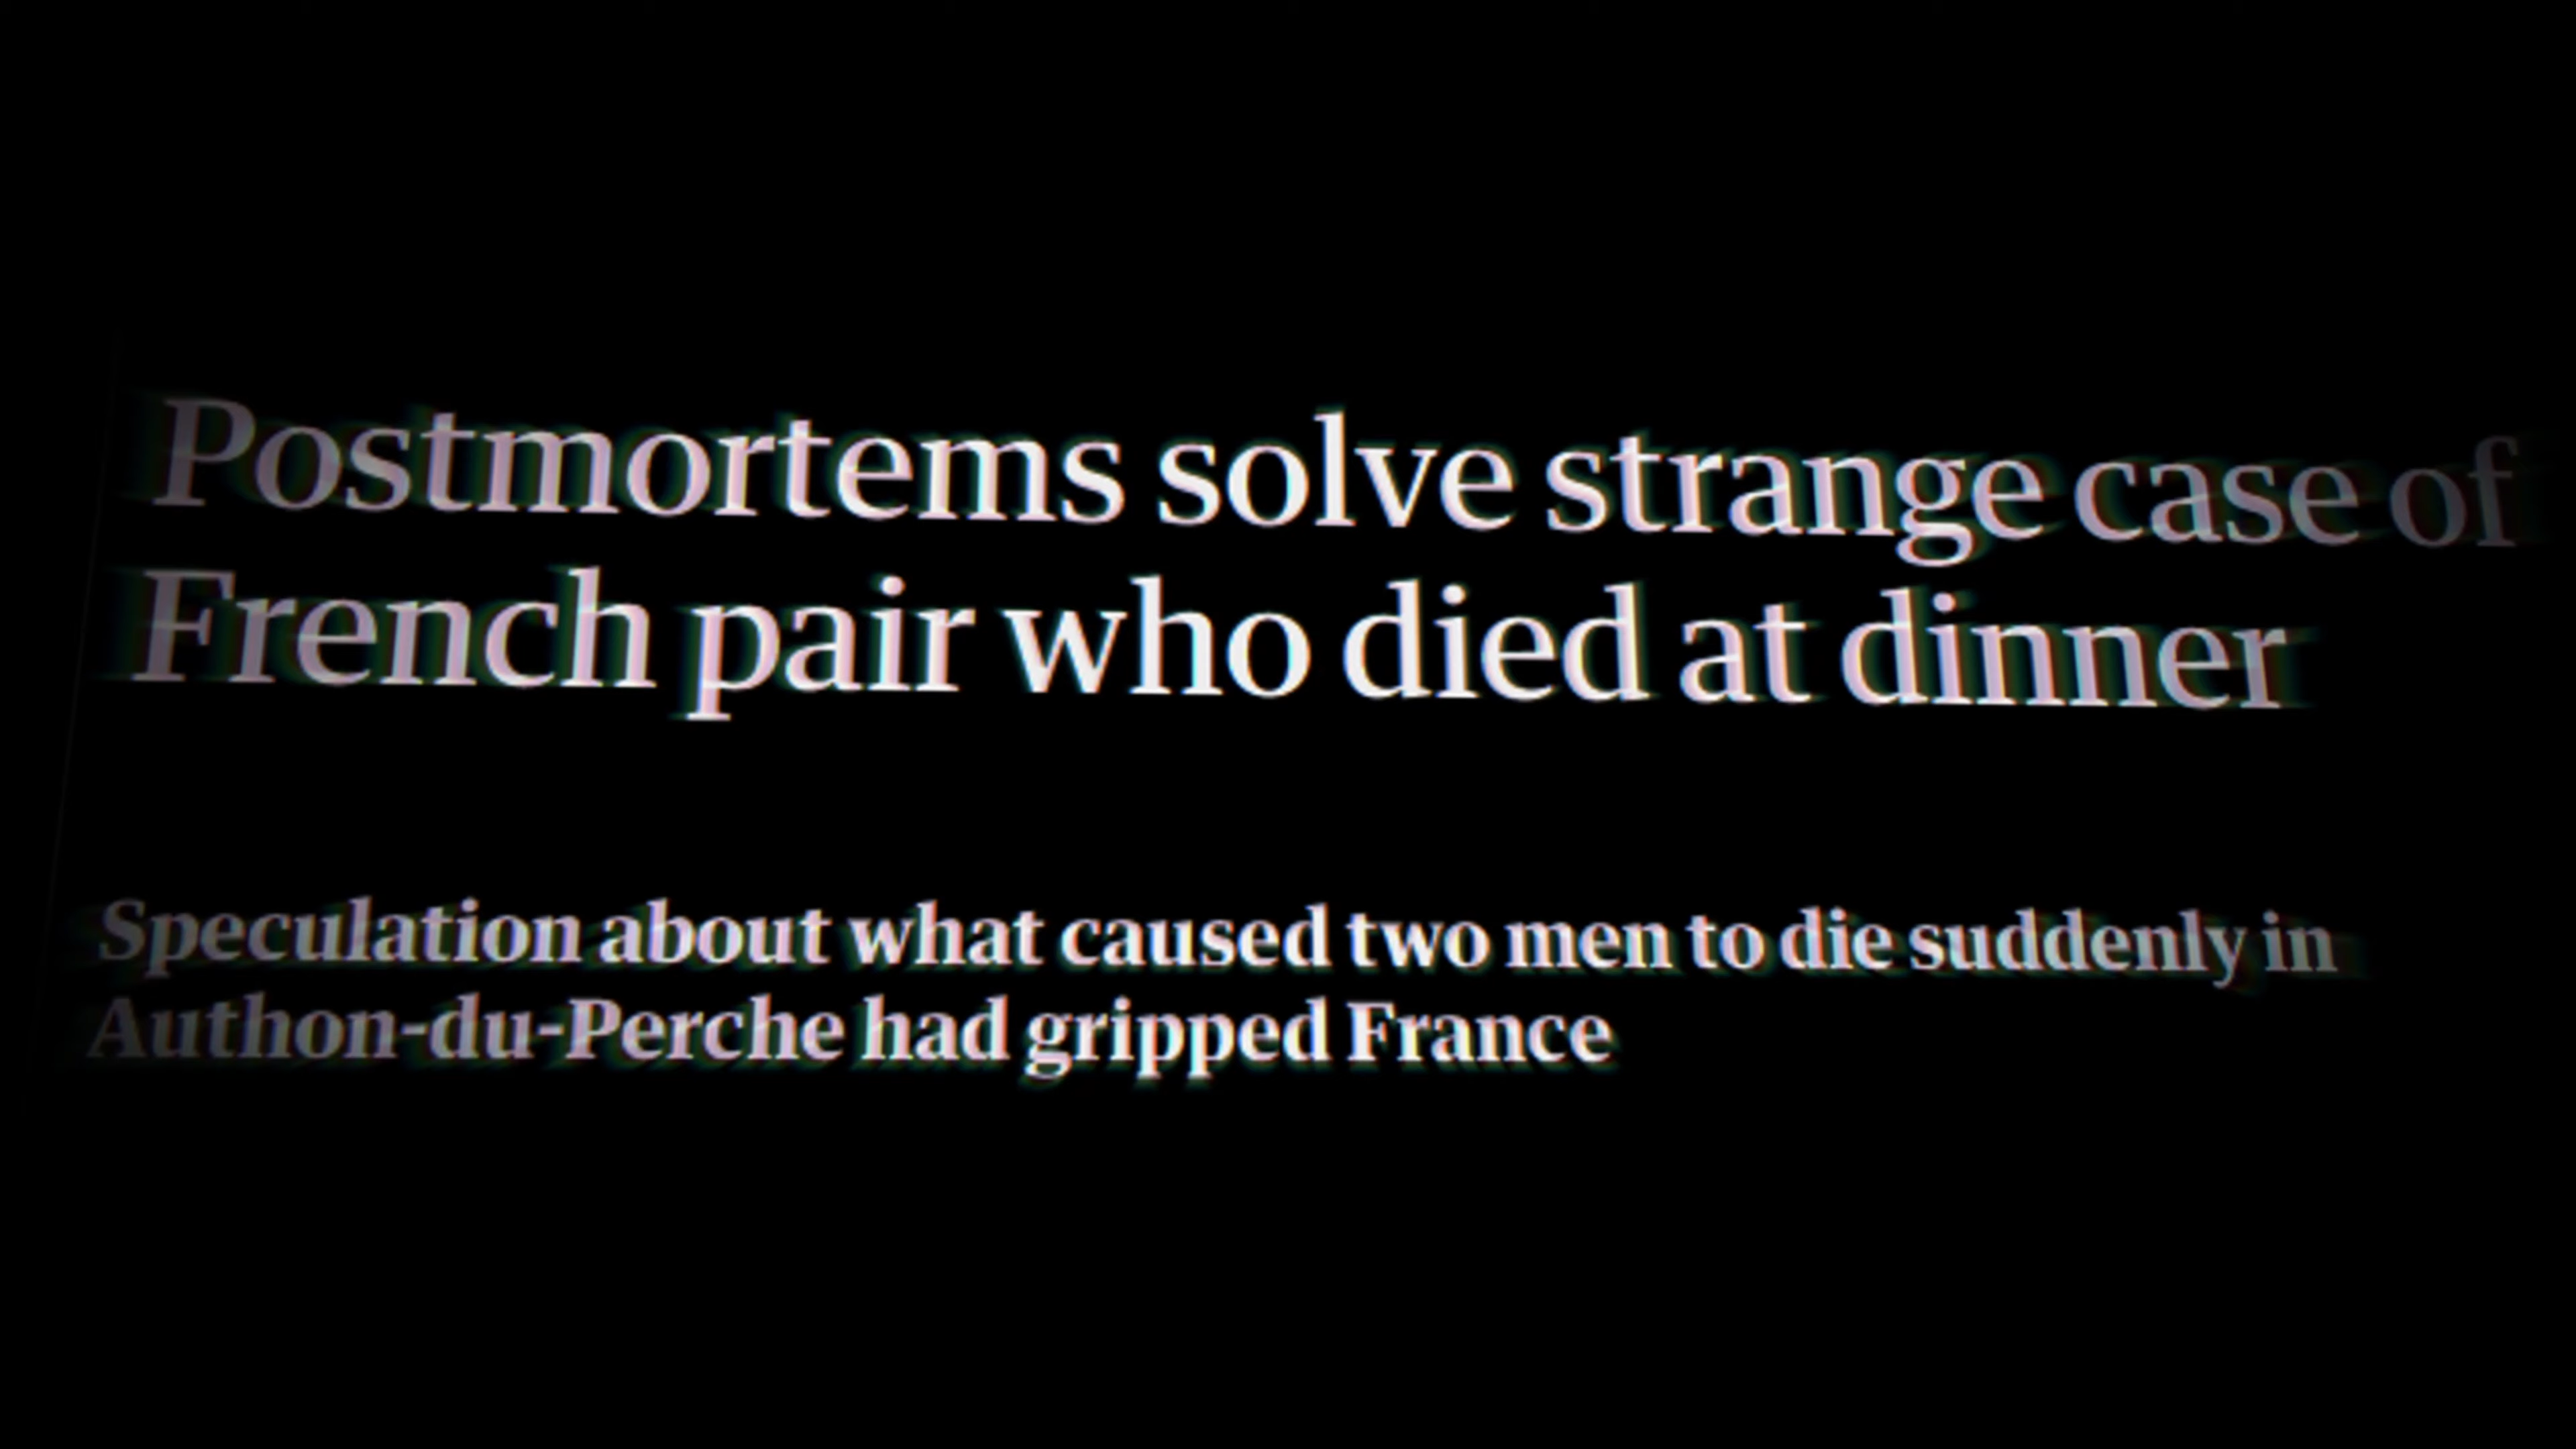 Postmortems solve strange case of
French pair who died at dinner
Speculation about what caused two men to die suddenly in
Authon-du-Perche had gripped France